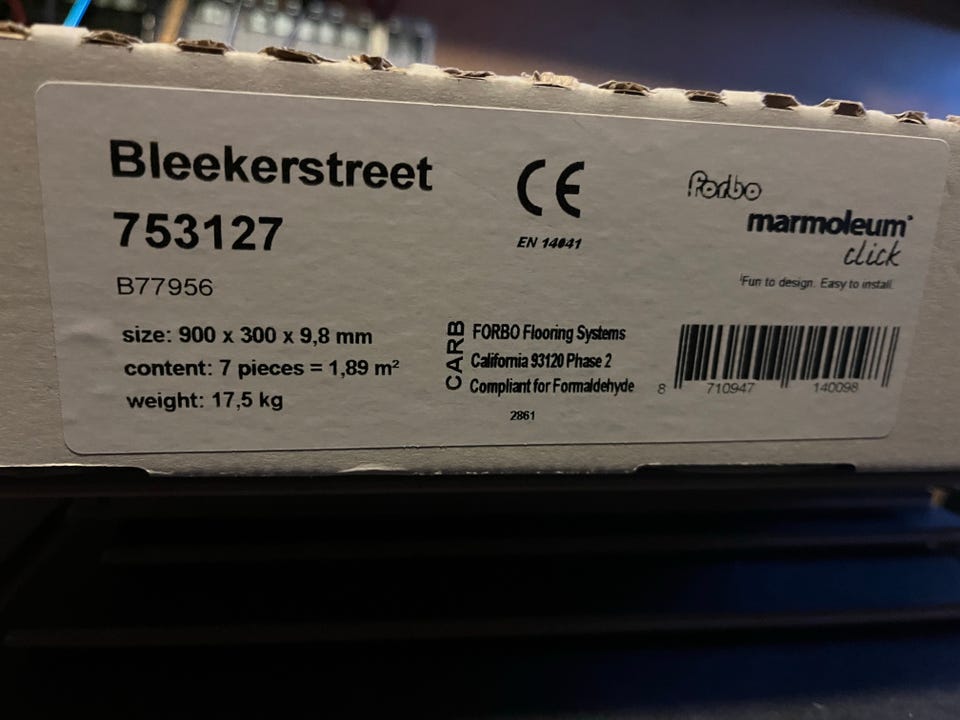 Bleekerstreet
753127
B77956
size: 900 x 300 x 9,8 mm
content: 7 pieces = 1,89 m²
weight: 17,5 kg
CE
EN 14041
CARB
FORBO Flooring Systems
California 93120 Phase 2
Compliant for Formaldehyde
2861
Forbo
marmoleum®
click
Fun to design. Easy to install.
8 710947 140098